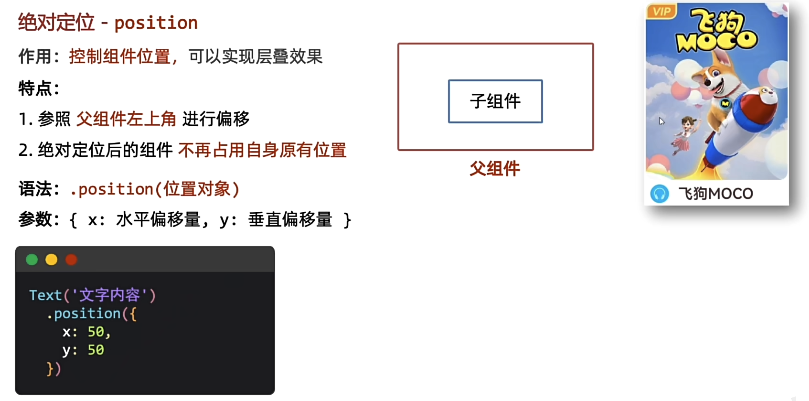 绝对定位 - position
作用：控制组件位置，可以实现层叠效果
特点：
1. 参照 父组件左上角 进行偏移
2. 绝对定位后的组件 不再占用自身原有位置
语法：.position(位置对象)
参数：{ x: 水平偏移量, y: 垂直偏移量 }
Text('文字内容')
.position({
x: 50,
y: 50
})
子组件
父组件
VIP
飞狗
MOCO
飞狗MOCO